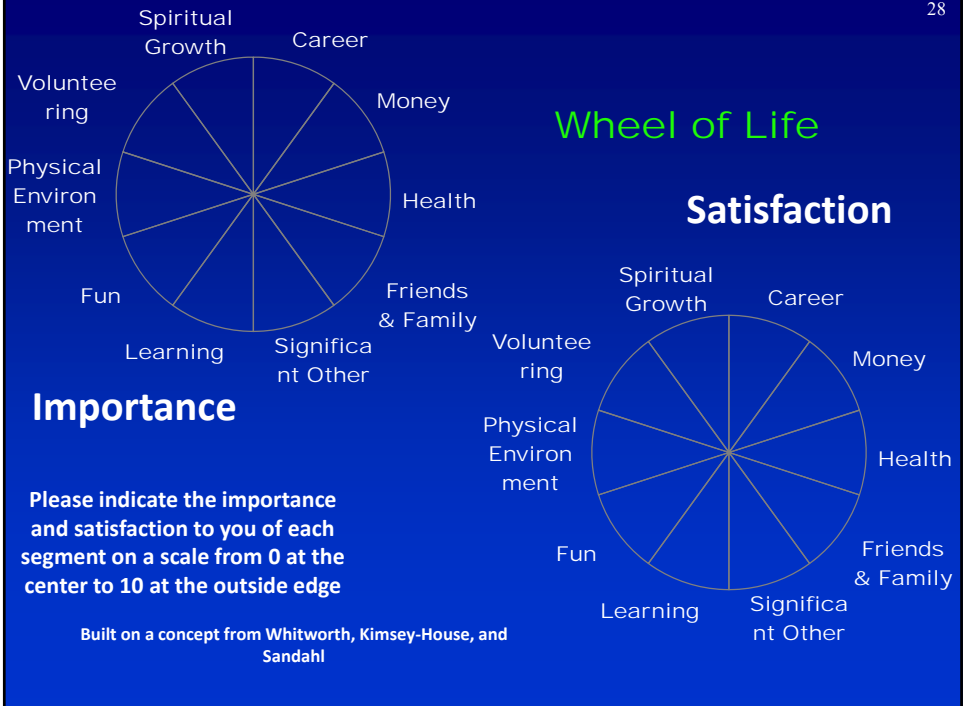 28
Wheel of Life
Spiritual
Growth
Career
Money
Health
Friends
& Family
Significa
nt Other
Learning
Fun
Physical
Environ
ment
Voluntee
ring
Importance
Satisfaction
Spiritual
Growth
Career
Money
Health
Friends
& Family
Significa
nt Other
Learning
Fun
Physical
Environ
ment
Voluntee
ring
Please indicate the importance
and satisfaction to you of each
segment on a scale from 0 at the
center to 10 at the outside edge
Built on a concept from Whitworth, Kimsey-House, and
Sandahl